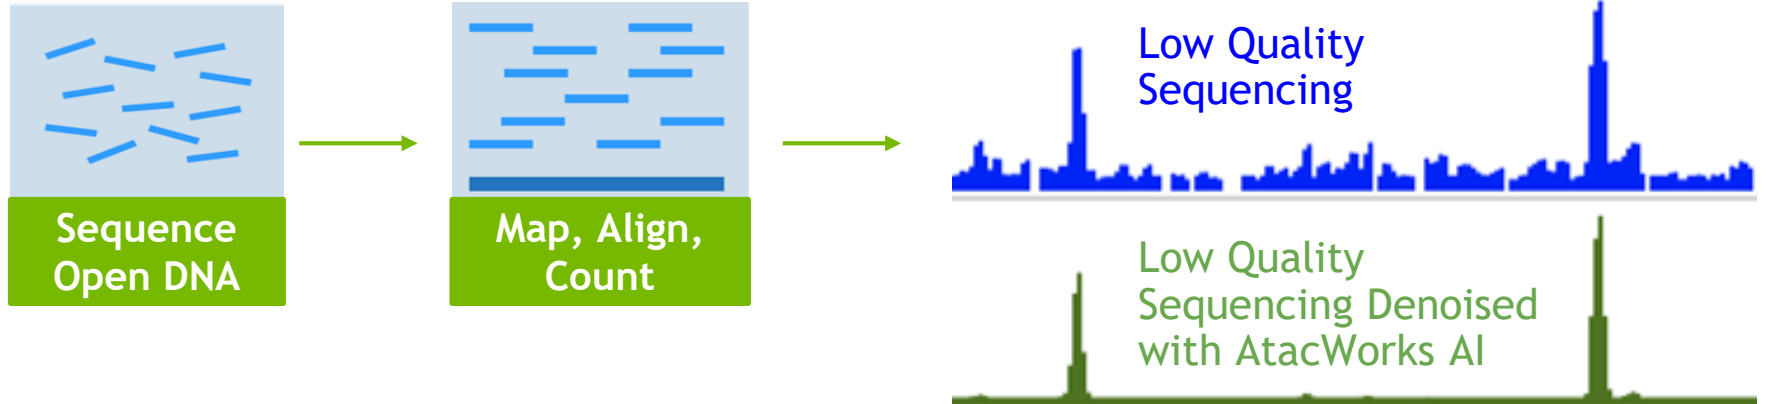 Sequence
Open DNA
Map, Align,
Count
Low Quality
Sequencing
Low Quality
Sequencing Denoised
with AtacWorks AI